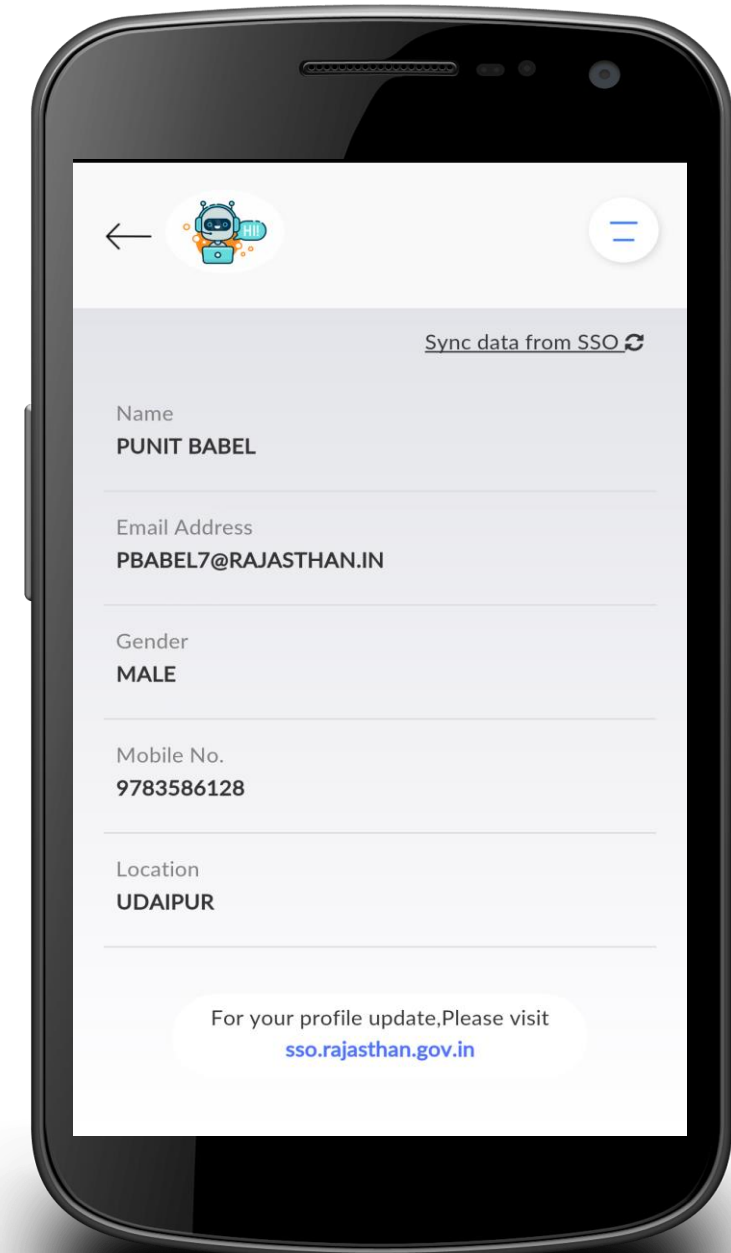 HI!
Sync data from SSO
Name
PUNIT BABEL
Email Address
PBABEL7@RAJASTHAN.IN
Gender
MALE
Mobile No.
9783586128
Location
UDAIPUR
For your profile update,Please visit
sso.rajasthan.gov.in